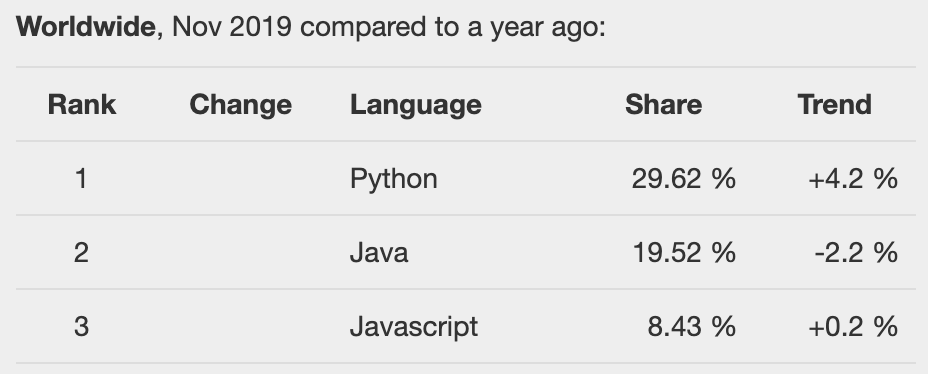 Worldwide, Nov 2019 compared to a year ago:
Rank Change Language Share Trend
1 Python 29.62 % +4.2 %
2 Java 19.52 % -2.2 %
3 Javascript 8.43 % +0.2 %